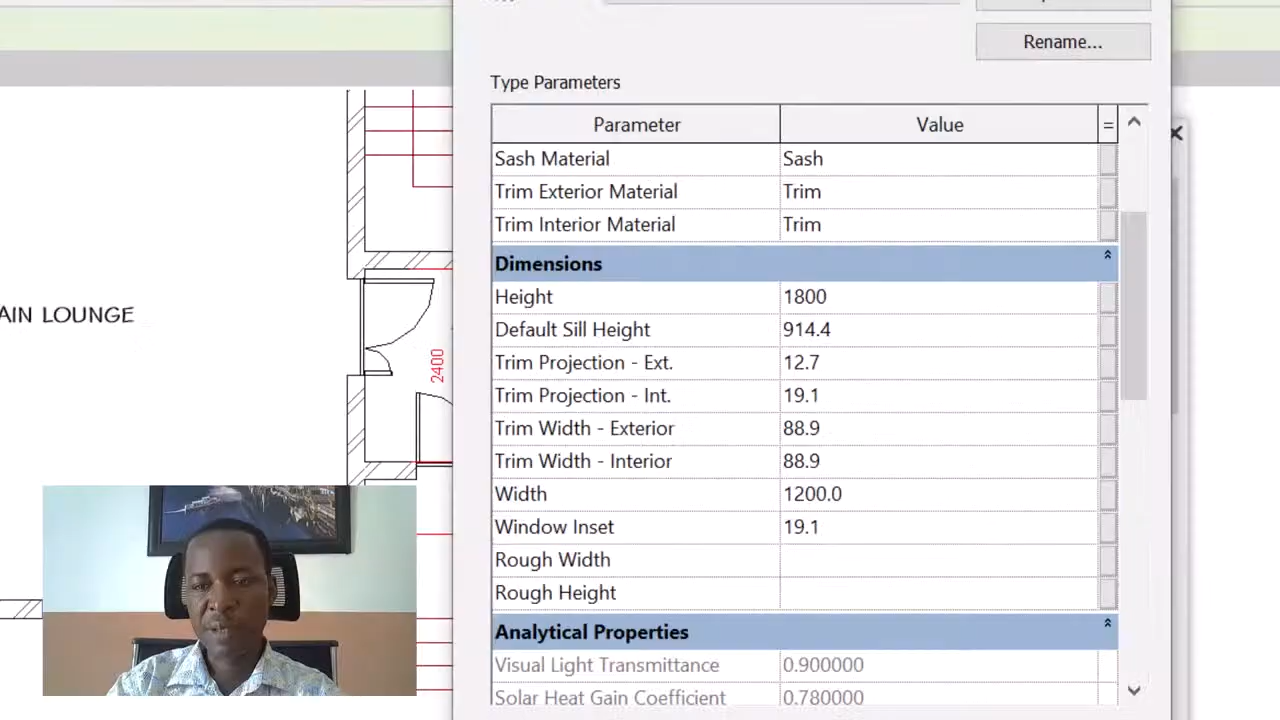 Rename...
Type Parameters
Parameter Value =
Sash Material Sash
Trim Exterior Material Trim
Trim Interior Material Trim
Dimensions
Height 1800
Default Sill Height 914.4
Trim Projection - Ext. 12.7
Trim Projection - Int. 19.1
Trim Width - Exterior 88.9
Trim Width - Interior 88.9
Width 1200.0
Window Inset 19.1
Rough Width
Rough Height
Analytical Properties
Visual Light Transmittance 0.900000
Solar Heat Gain Coefficient 0.780000
AIN LOUNGE
2400